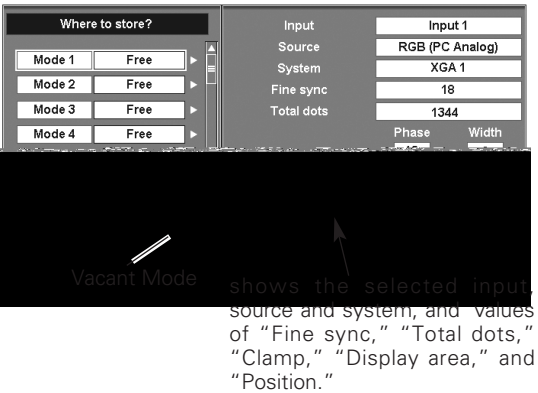 Where to store?
Mode 1 Free
Mode 2 Free
Mode 3 Free
Mode 4 Free
Input Input 1
Source RGB (PC Analog)
System XGA 1
Fine sync 18
Total dots 1344
Phase Width
Vacant Mode
shows the selected input,
source and system, and values
of “Fine sync,” “Total dots,”
“Clamp,” “Display area,” and
“Position.”